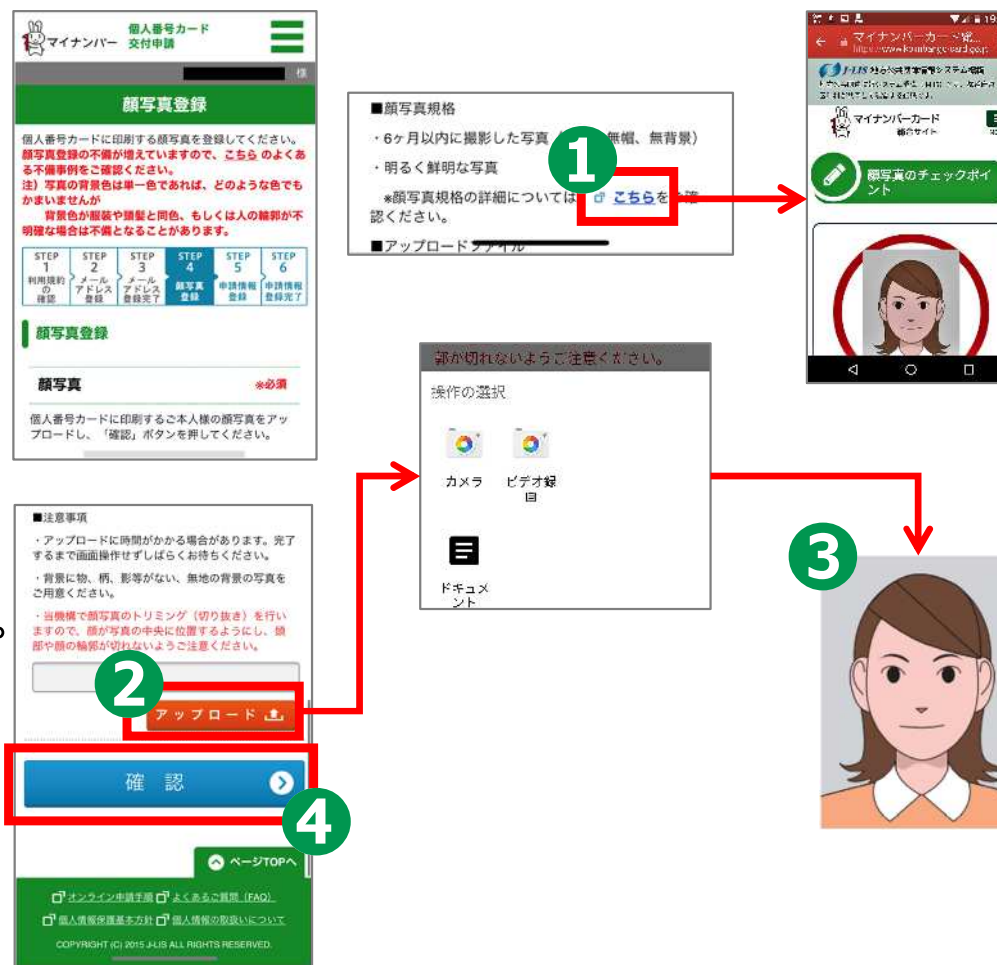 マイナンバー
個人番号カード
交付申請
様
顔写真登録
個人番号カードに印刷する顔写真を登録してください。
顔写真登録の不備が増えていますので、こちら のよくあ
る不備事例をご確認ください。
注）写真の背景色は単一色であれば、どのような色でも
かまいませんが
背景色が服装や頭髪と同色、もしくは人の輪郭が不
明確な場合は不備となることがあります。
STEP 1 利用規約の確認
STEP 2 メールアドレス登録
STEP 3 メールアドレス登録完了
STEP 4 顔写真登録
STEP 5 申請情報登録
STEP 6 申請情報登録完了
顔写真登録
顔写真
※必須
個人番号カードに印刷するご本人様の顔写真をアッ
プロードし、「確認」ボタンを押してください。
■顔写真規格
・6ヶ月以内に撮影した写真
無帽、無背景）
・明るく鮮明な写真
※顔写真規格の詳細については
こちらを
確
認ください。
■アップロードファイル
1
マイナンバーカード総...
J-LIS
マイナンバーカード
総合サイト
顔写真のチェックポイ
ント
郭が切れないようご注意ください。
操作の選択
カメラ
ビデオ録
画
ドキュメ
ント
3
■注意事項
・アップロードに時間がかかる場合があります。完了
するまで画面操作せずしばらくお待ちください。
・背景に物、柄、影等がない、無地の背景の写真を
ご用意ください。
・当機構で顔写真のトリミング（切り抜き）を行い
ますので、顔が写真の中央に位置するようにし、頭
部や顔の輪郭が切れないようご注意ください。
。
2
アップロード
確 認
4
ページTOPへ
オンライン申請手順 よくあるご質問（FAQ）
個人情報保護基本方針 個人情報の取扱いについて
COPYRIGHT (C) 2015 J-LIS ALL RIGHTS RESERVED.